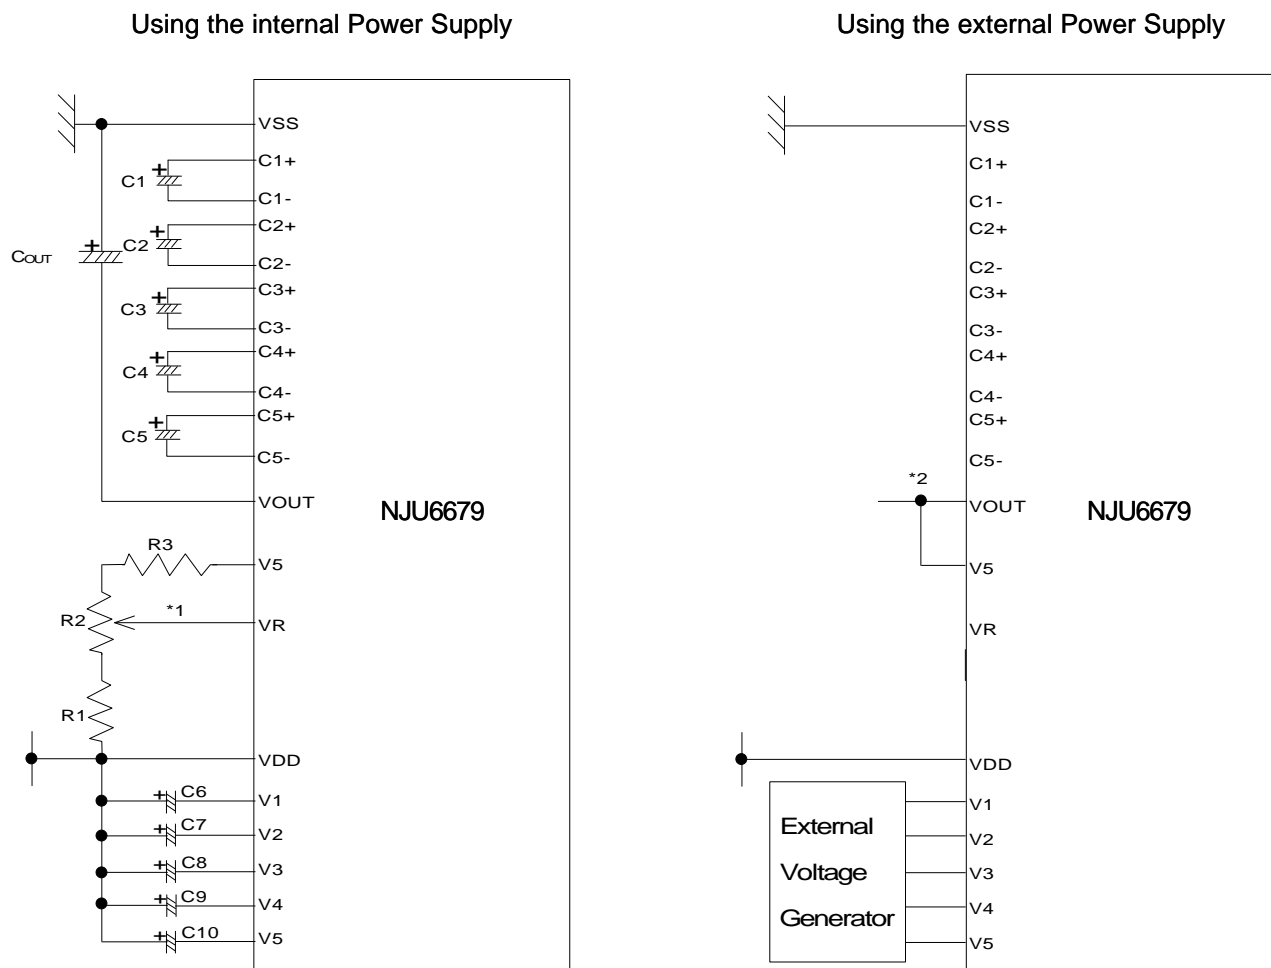 Using the internal Power Supply
VSS
C1+
C1
C1-
C2+
C2
COUT
C2-
C3+
C3
C3-
C4+
C4
C4-
C5+
C5
C5-
VOUT
NJU6679
R3
V5
*1
R2
VR
R1
VDD
C6
V1
C7
V2
C8
V3
C9
V4
C10
V5
Using the external Power Supply
VSS
C1+
C1-
C2+
C2-
C3+
C3-
C4+
C4-
C5+
C5-
*2
VOUT
NJU6679
V5
VR
VDD
External
Voltage
Generator
V1
V2
V3
V4
V5